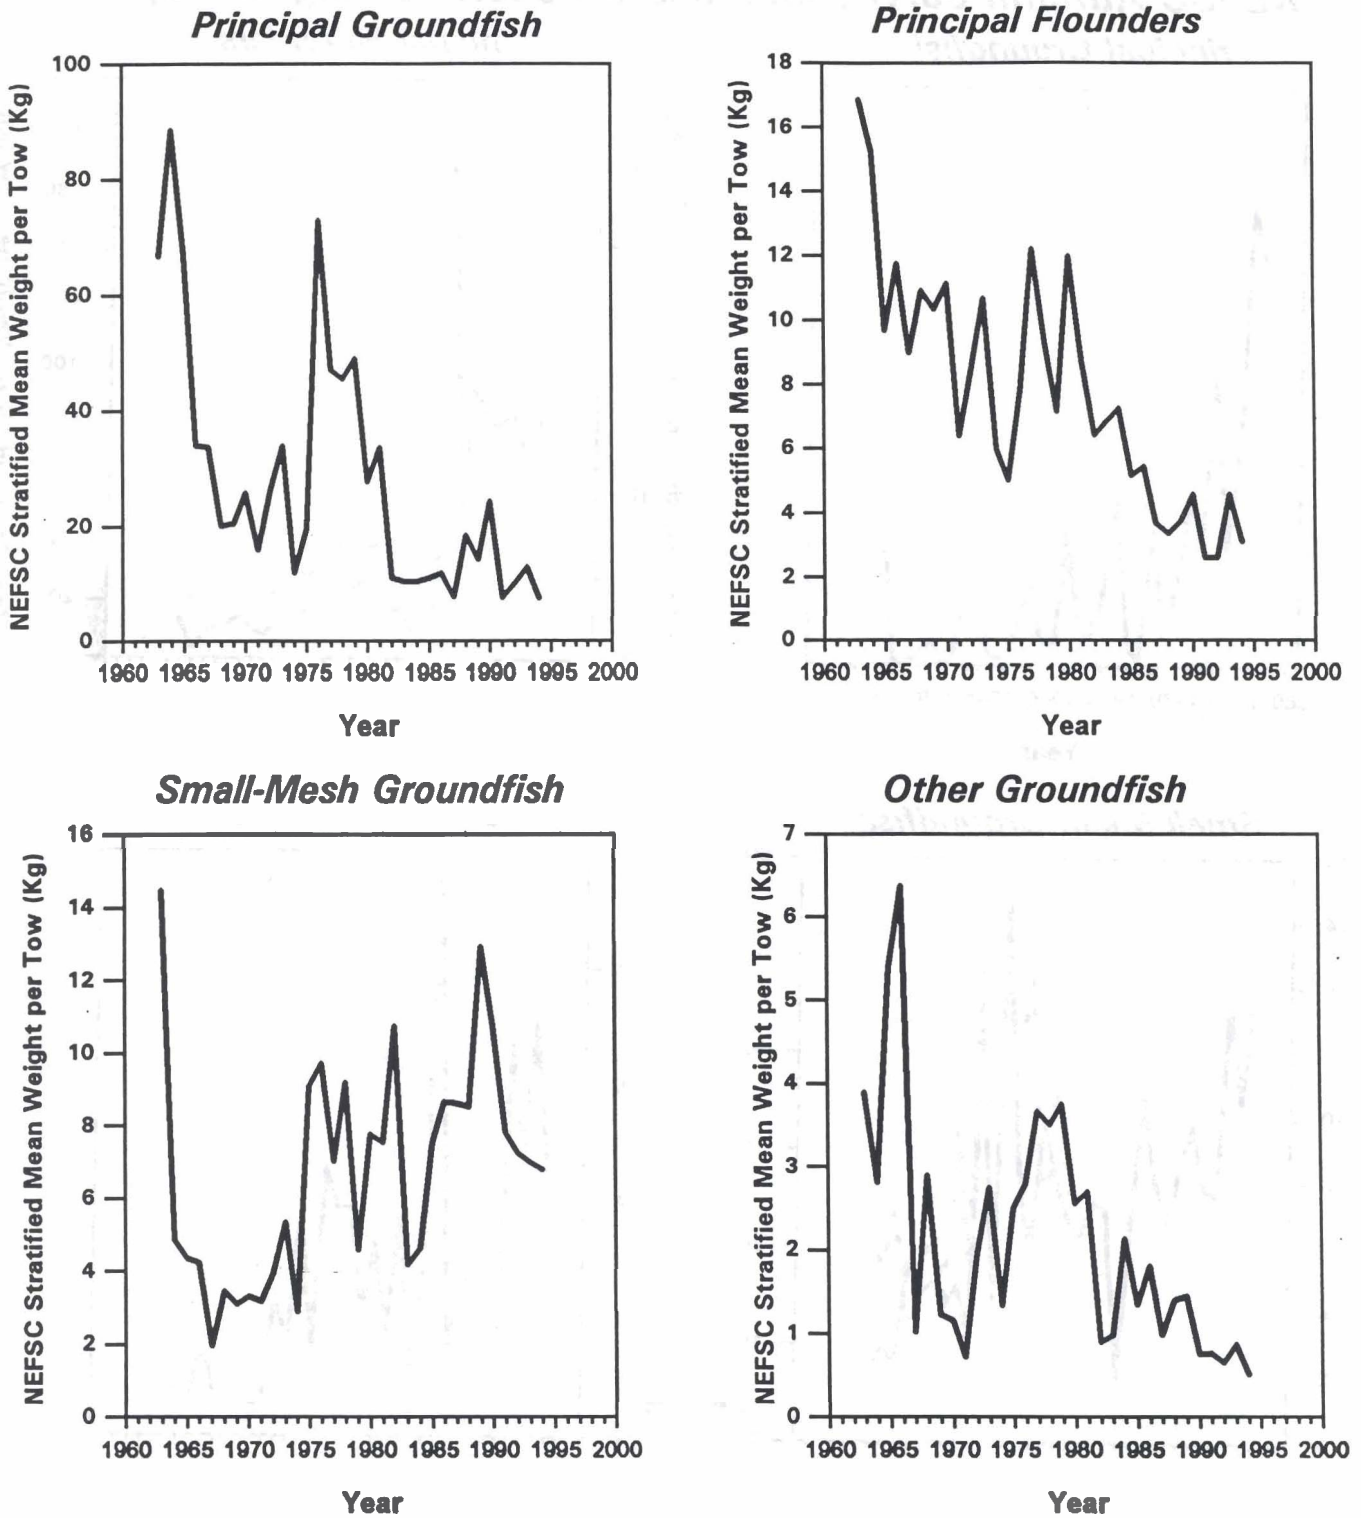 Principal Groundfish
NEFSC Stratified Mean Weight per Tow (Kg)
100
80
60
40
20
0
1960 1965 1970 1975 1980 1985 1990 1995 2000
Year
Principal Flounders
NEFSC Stratified Mean Weight per Tow (Kg)
18
16
14
12
10
8
6
4
2
0
1960 1965 1970 1975 1980 1985 1990 1995 2000
Year
Small-Mesh Groundfish
NEFSC Stratified Mean Weight per Tow (Kg)
16
14
12
10
8
6
4
2
0
1960 1965 1970 1975 1980 1985 1990 1995 2000
Year
Other Groundfish
NEFSC Stratified Mean Weight per Tow (Kg)
7
6
5
4
3
2
1
0
1960 1965 1970 1975 1980 1985 1990 1995 2000
Year